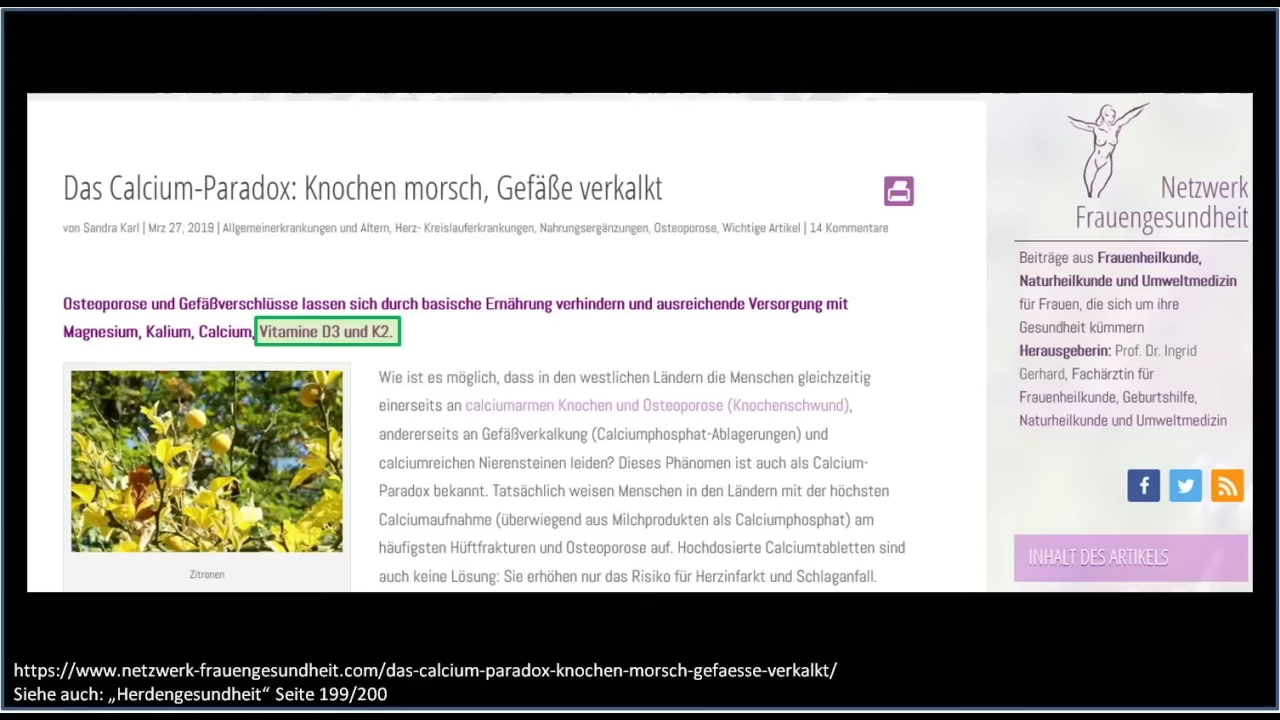 Das Calcium-Paradox: Knochen morsch, Gefäße verkalkt
von Sandra Karl | Mrz 27, 2019 | Allgemeinerkrankungen und Altern, Herz- Kreislauferkrankungen, Nahrungsergänzungen, Osteoporose, Wichtige Artikel | 14 Kommentare
Osteoporose und Gefäßverschlüsse lassen sich durch basische Ernährung verhindern und ausreichende Versorgung mit
Magnesium, Kalium, Calcium, Vitamine D3 und K2.
Zitronen
Wie ist es möglich, dass in den westlichen Ländern die Menschen gleichzeitig
einerseits an calciumarmen Knochen und Osteoporose (Knochenschwund),
andererseits an Gefäßverkalkung (Calciumphosphat-Ablagerungen) und
calciumreichen Nierensteinen leiden? Dieses Phänomen ist auch als Calcium-
Paradox bekannt. Tatsächlich weisen Menschen in den Ländern mit der höchsten
Calciumaufnahme (überwiegend aus Milchprodukten als Calciumphosphat) am
häufigsten Hüftfrakturen und Osteoporose auf. Hochdosierte Calciumtabletten sind
auch keine Lösung: Sie erhöhen nur das Risiko für Herzinfarkt und Schlaganfall.
Netzwerk
Frauengesundheit
Beiträge aus Frauenheilkunde,
Naturheilkunde und Umweltmedizin
für Frauen, die sich um ihre
Gesundheit kümmern
Herausgeberin: Prof. Dr. Ingrid
Gerhard, Fachärztin für
Frauenheilkunde, Geburtshilfe,
Naturheilkunde und Umweltmedizin
INHALT DES ARTIKELS
https://www.netzwerk-frauengesundheit.com/das-calcium-paradox-knochen-morsch-gefaesse-verkalkt/
Siehe auch: „Herdengesundheit“ Seite 199/200